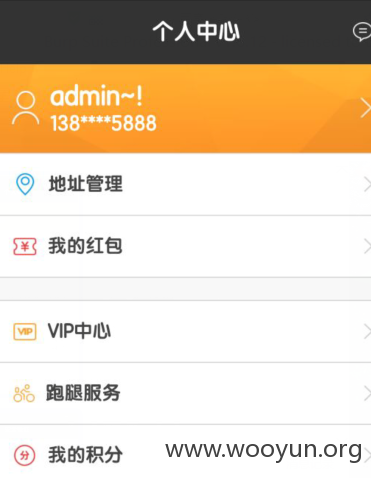 个人中心
admin~!
138****5888
地址管理
¥ 我的红包
VIP VIP中心
跑腿服务
分 我的积分
www.wooyun.org